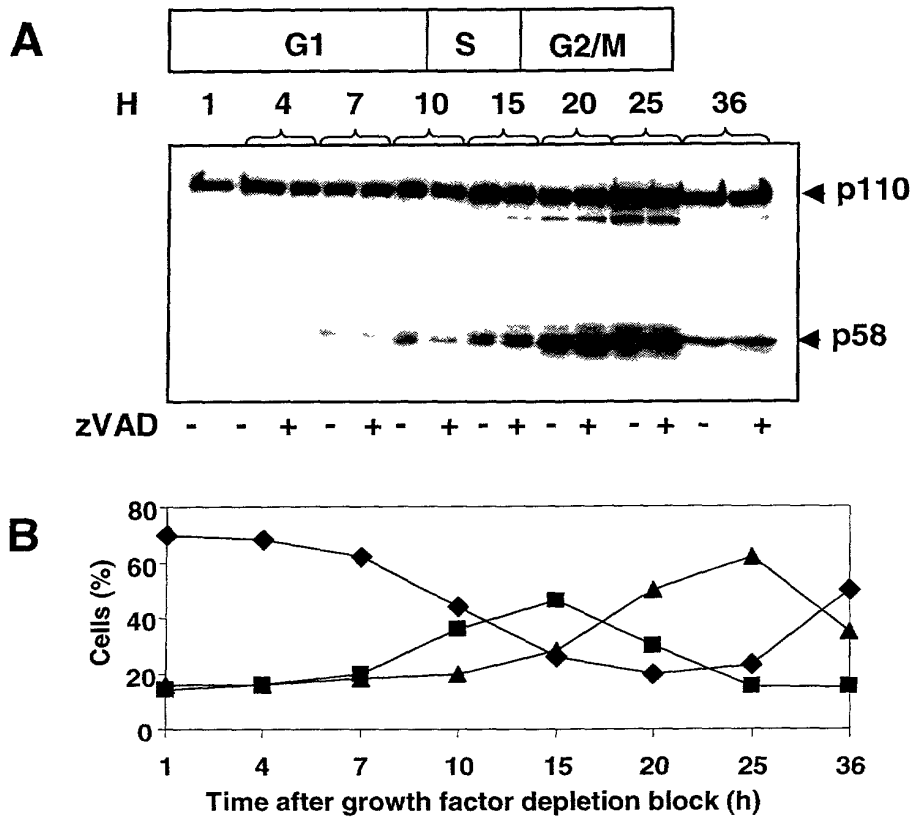 A
G1 S G2/M
H 1 4 7 10 15 20 25 36
p110
p58
zVAD - - + - + - + - + - + - + - +
B
80
60
40
20
0
Cells (%)
1 4 7 10 15 20 25 36
Time after growth factor depletion block (h)